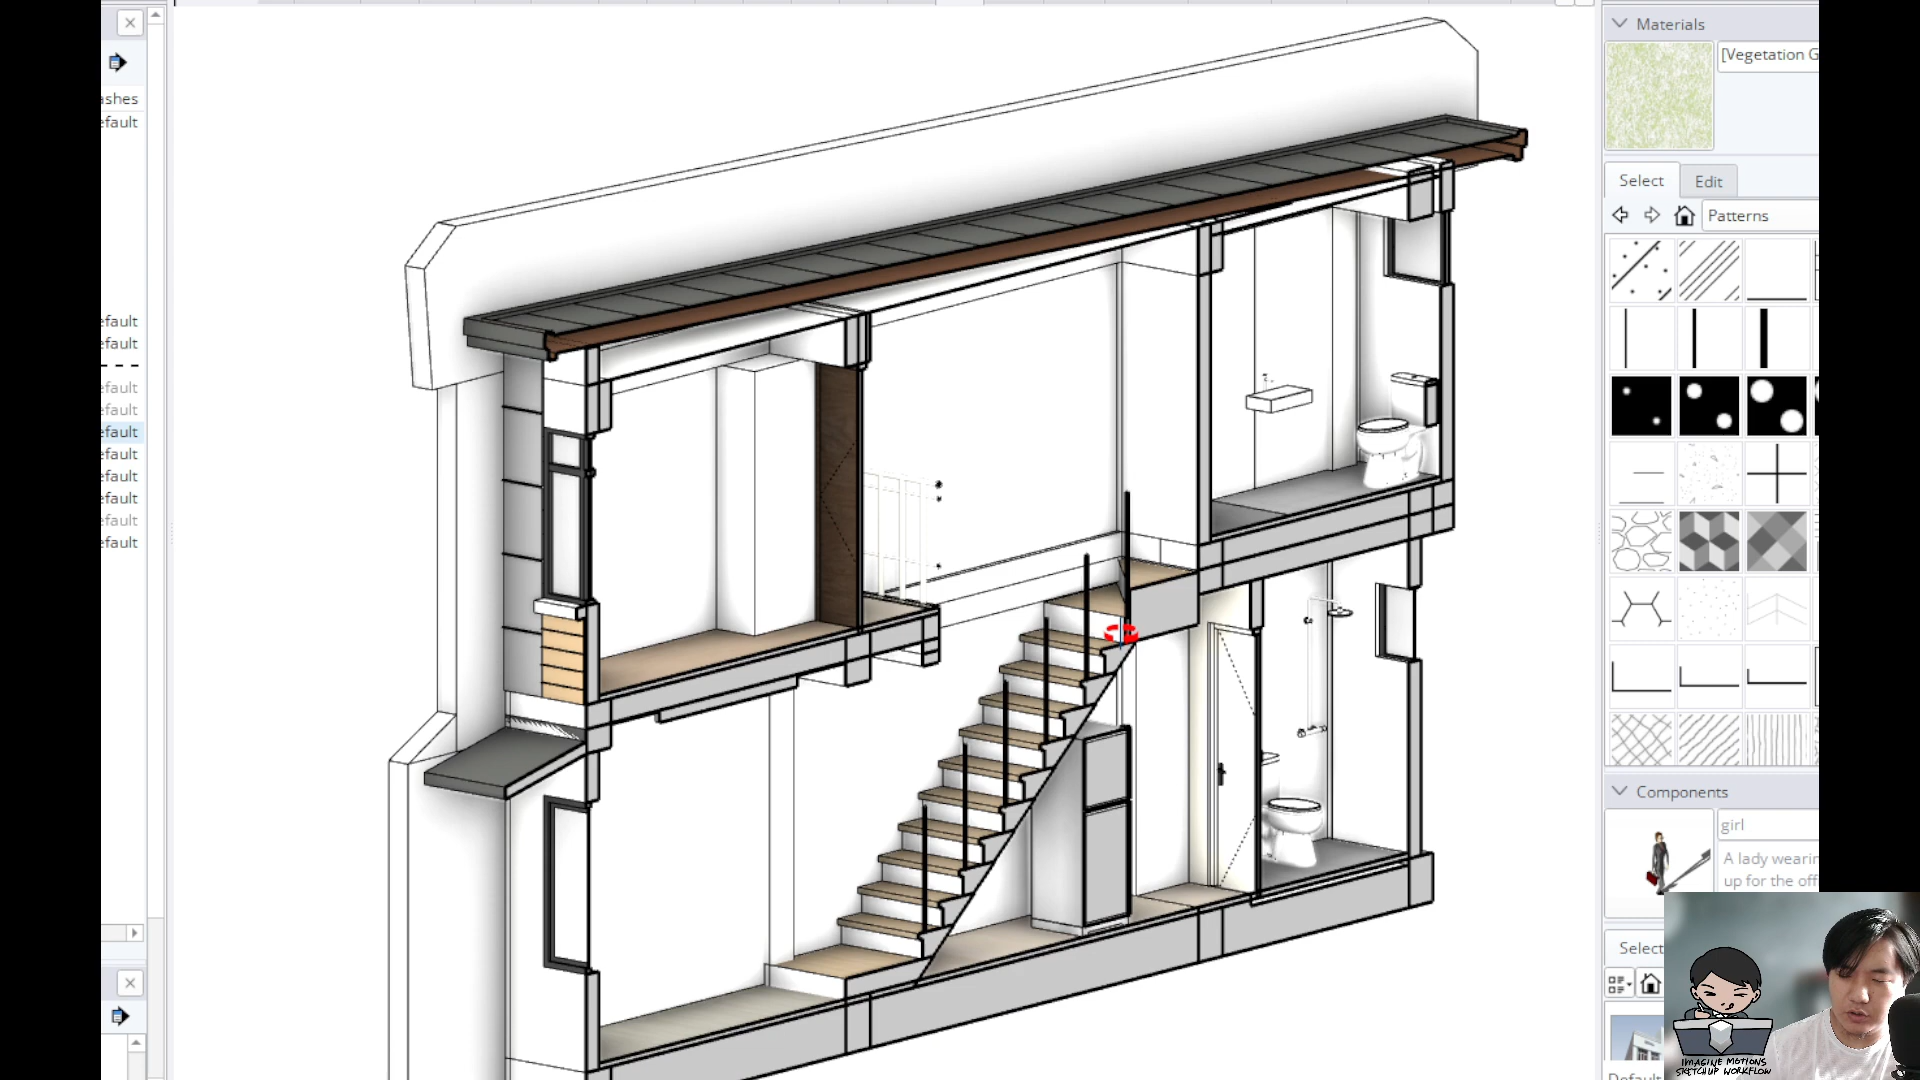 ashes
efault
efault
efault
efault
efault
efault
efault
efault
efault
efault
efault
Materials
[Vegetation G
Select
Edit
Patterns
Components
girl
A lady wearin
up for the off
Select
Default
IMAGINE MOTIONS
SKETCHUP WORKFLOW